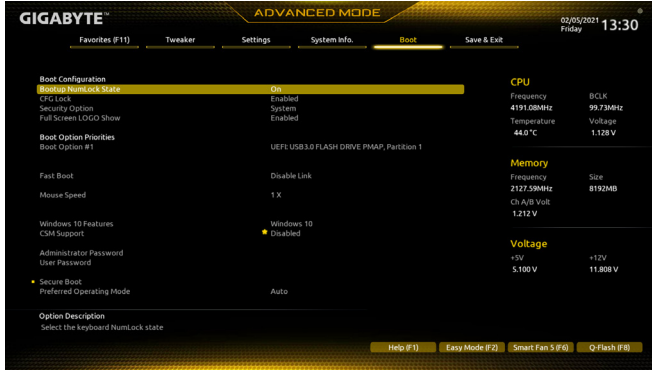 GIGABYTE™
ADVANCED MODE
02/05/2021 Friday 13:30
Favorites (F11) Tweaker Settings System Info. Boot Save & Exit
Boot Configuration
Bootup NumLock State On
CFG Lock Enabled
Security Option System
Full Screen LOGO Show Enabled
Boot Option Priorities
Boot Option #1 UEFI: USB3.0 FLASH DRIVE PMAP, Partition 1
Fast Boot Disable Link
Mouse Speed 1 X
Windows 10 Features Windows 10
CSM Support Disabled
Administrator Password
User Password
Secure Boot
Preferred Operating Mode Auto
Option Description
Select the keyboard NumLock state
CPU
Frequency BCLK
4191.08MHz 99.73MHz
Temperature Voltage
44.0 °C 1.128 V
Memory
Frequency Size
2127.59MHz 8192MB
Ch A/B Volt
1.212 V
Voltage
+5V +12V
5.100 V 11.808 V
Help (F1) Easy Mode (F2) Smart Fan 5 (F6) Q-Flash (F8)